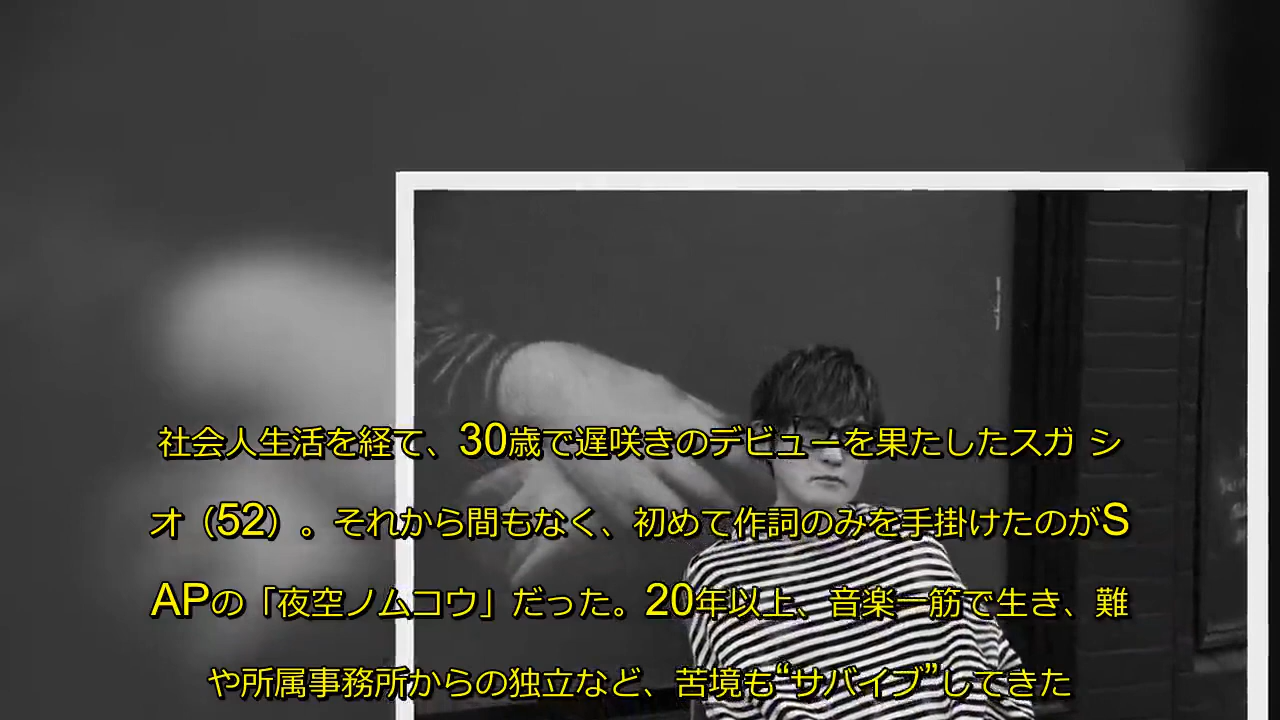 社会人生活を経て、30歳で遅咲きのデビューを果たしたスガ シ
オ（52）。それから間もなく、初めて作詞のみを手掛けたのがS
APの「夜空ノムコウ」だった。20年以上、音楽一筋で生き、難
や所属事務所からの独立など、苦境も“サバイブ”してきた